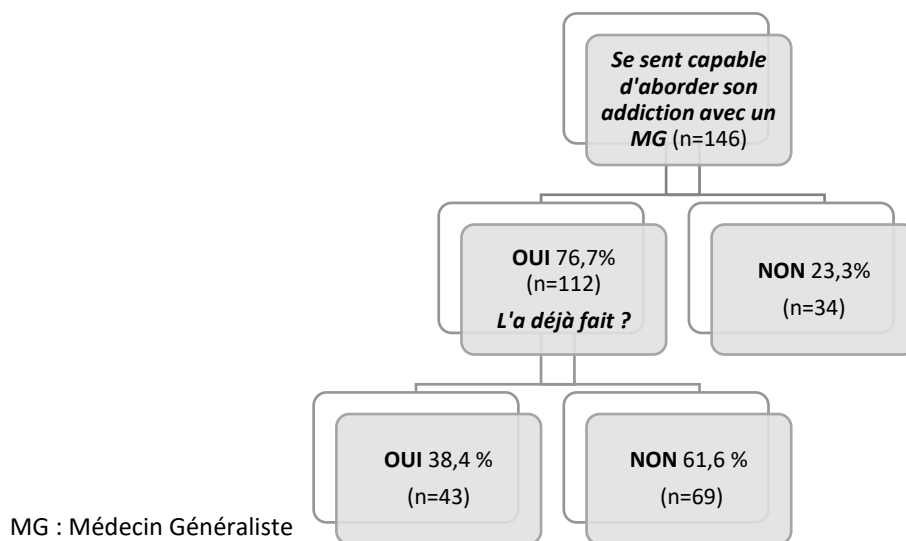 Se sent capable
d'aborder son
addiction avec un
MG (n=146)
OUI 76,7%
(n=112)
L'a déjà fait ?
NON 23,3%
(n=34)
OUI 38,4 %
(n=43)
NON 61,6 %
(n=69)
MG : Médecin Généraliste